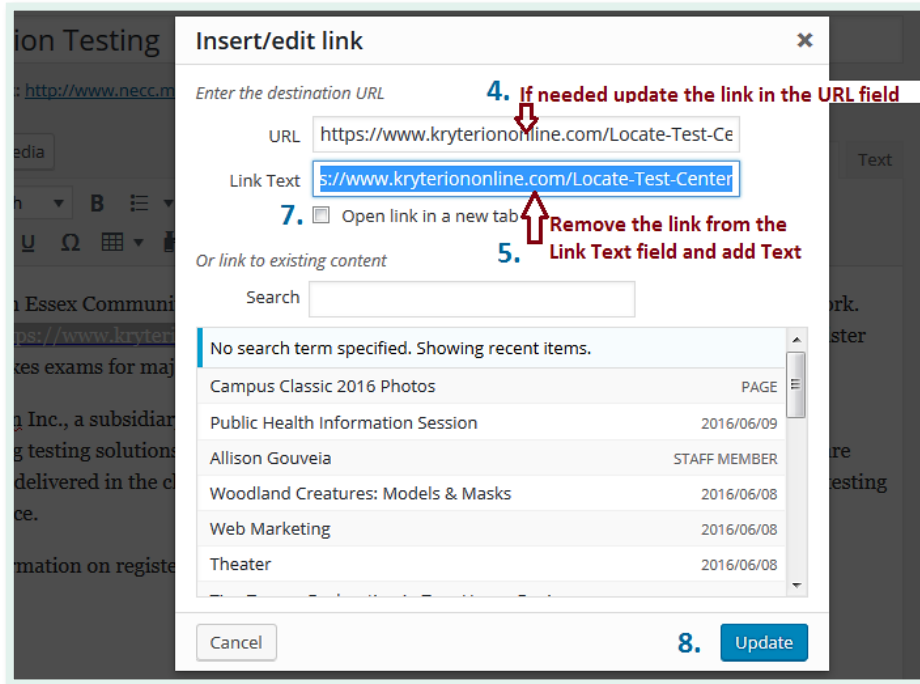 ion Testing
Insert/edit link
: http://www.necc.m
Enter the destination URL
4. If needed update the link in the URL field
URL https://www.kryteriononline.com/Locate-Test-Ce
edia
Text
Link Text s://www.kryteriononline.com/Locate-Test-Center
h B
7. Open link in a new tab
U Ω
Remove the link from the
5. Link Text field and add Text
Or link to existing content
Search
n Essex Communi
ork.
ps://www.kryteri
ster
No search term specified. Showing recent items.
kes exams for maj
Campus Classic 2016 Photos PAGE
n Inc., a subsidiar
Public Health Information Session 2016/06/09
g testing solutions
re
Allison Gouveia STAFF MEMBER
delivered in the cl
testing
Woodland Creatures: Models & Masks 2016/06/08
ce.
Web Marketing 2016/06/08
rmation on registe
Theater 2016/06/08
Cancel
8. Update